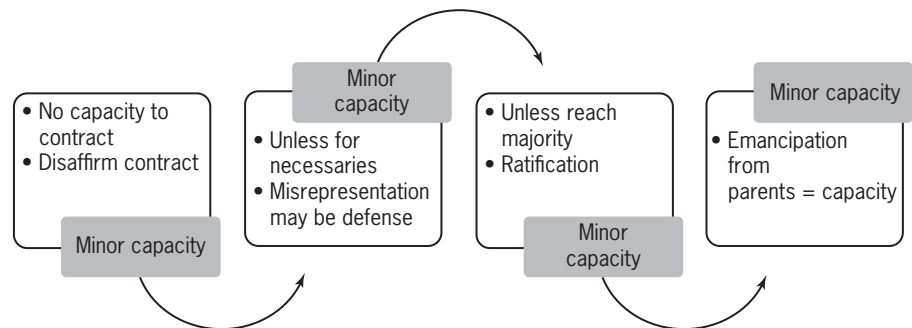 • No capacity to
contract
• Disaffirm contract
Minor capacity
Minor
capacity
• Unless for
necessaries
• Misrepresentation
may be defense
• Unless reach
majority
• Ratification
Minor
capacity
Minor capacity
• Emancipation
from
parents = capacity